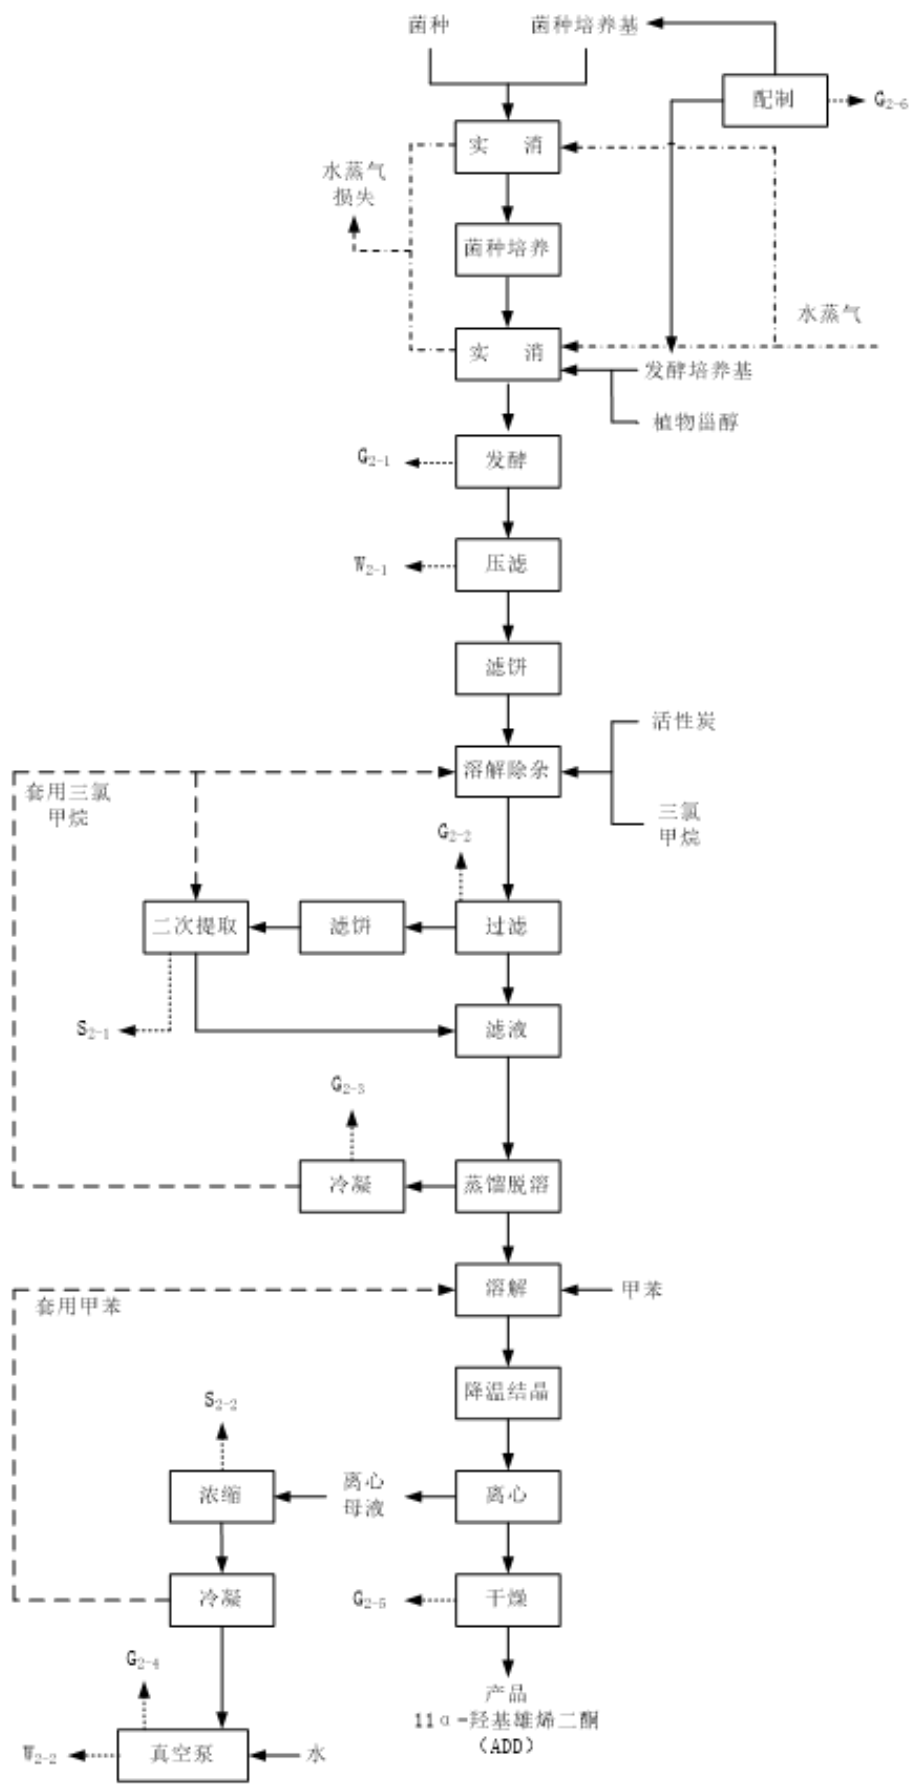 菌种
菌种培养基
配制
G₂₋₆
实 消
水蒸气
损失
菌种培养
水蒸气
实 消
发酵培养基
植物甾醇
G₂₋₁
发酵
W₂₋₁
压滤
滤饼
活性炭
溶解除杂
套用三氯
甲烷
三氯
甲烷
G₂₋₂
二次提取
滤饼
过滤
S₂₋₁
滤液
G₂₋₃
冷凝
蒸馏脱溶
溶解
甲苯
套用甲苯
降温结晶
S₂₋₂
浓缩
离心
母液
离心
冷凝
G₂₋₅
干燥
G₂₋₄
产品
11α-羟基雄烯二酮
（ADD）
W₂₋₂
真空泵
水